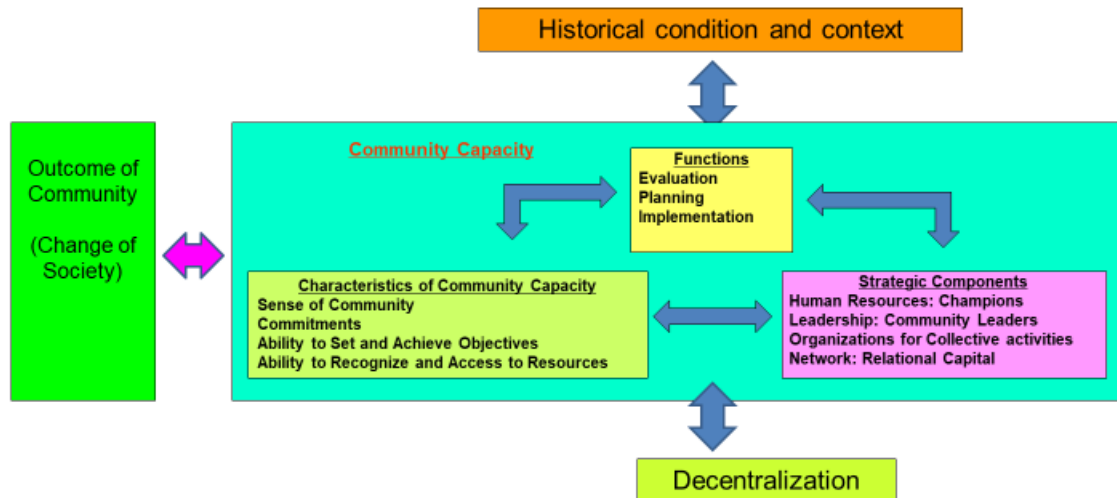 Historical condition and context
Outcome of
Community
(Change of
Society)
Community Capacity
Functions
Evaluation
Planning
Implementation
Characteristics of Community Capacity
Sense of Community
Commitments
Ability to Set and Achieve Objectives
Ability to Recognize and Access to Resources
Strategic Components
Human Resources: Champions
Leadership: Community Leaders
Organizations for Collective activities
Network: Relational Capital
Decentralization